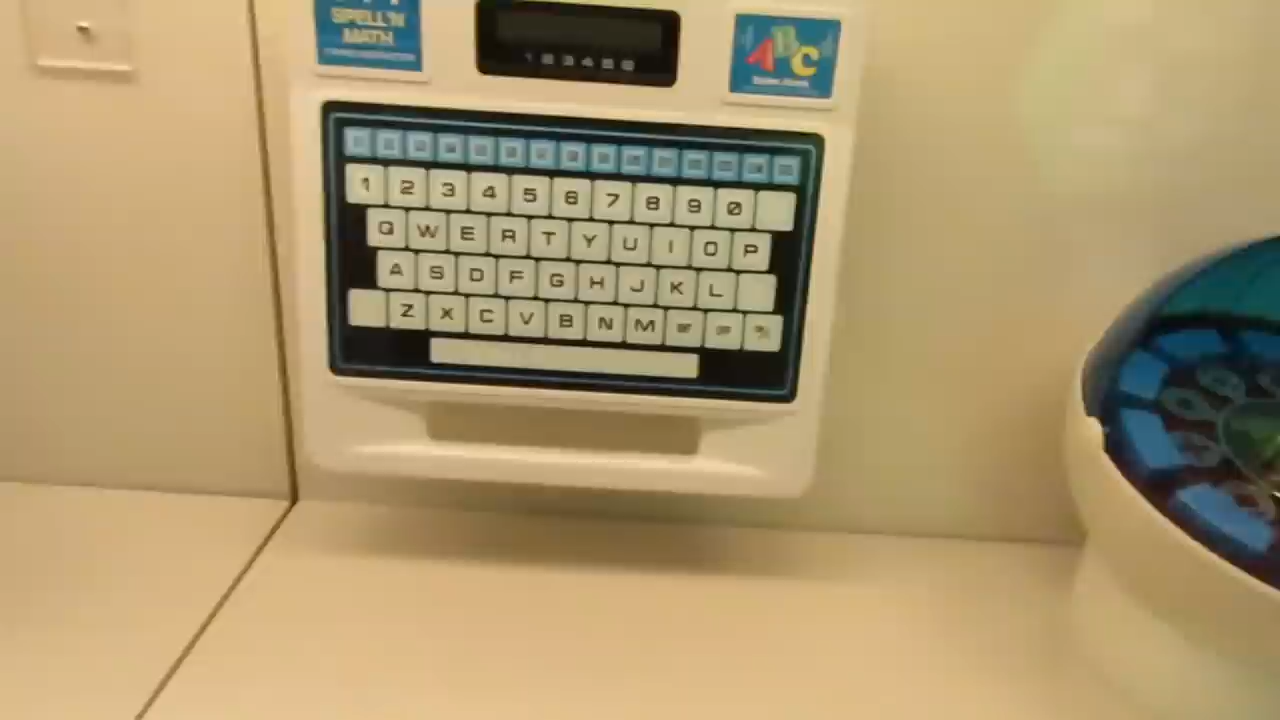 SPELL'N
MATH
ABC
1 2 3 4 5 6
1 2 3 4 5 6 7 8 9 0
Q W E R T Y U I O P
A S D F G H J K L
Z X C V B N M